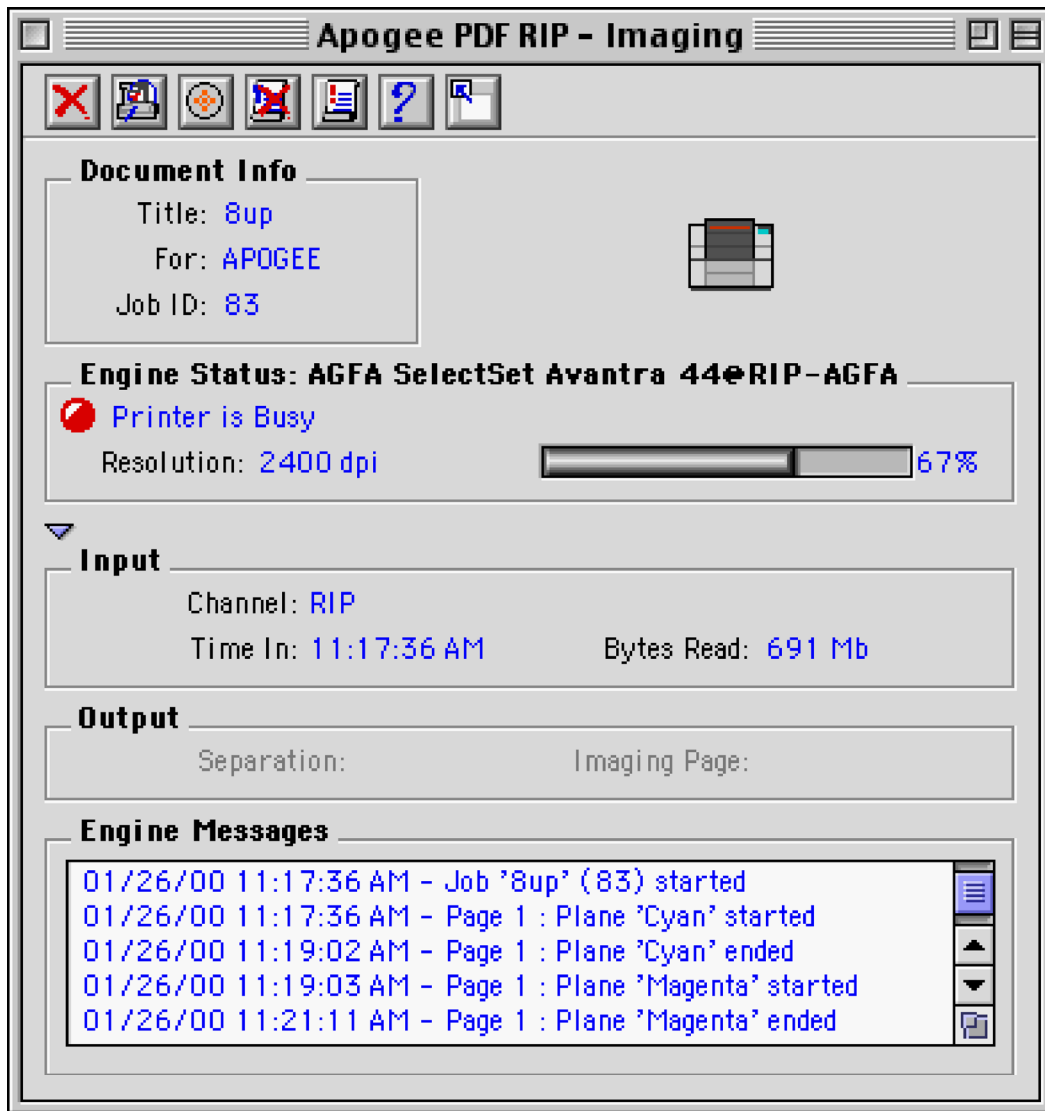 Apogee PDF RIP - Imaging
Document Info
Title: 8up
For: APOGEE
Job ID: 83
Engine Status: AGFA SelectSet Avantra 44@RIP-AGFA
Printer is Busy
Resolution: 2400 dpi 67%
Input
Channel: RIP
Time In: 11:17:36 AM Bytes Read: 691 Mb
Output
Separation: Imaging Page:
Engine Messages
01/26/00 11:17:36 AM - Job '8up' (83) started
01/26/00 11:17:36 AM - Page 1 : Plane 'Cyan' started
01/26/00 11:19:02 AM - Page 1 : Plane 'Cyan' ended
01/26/00 11:19:03 AM - Page 1 : Plane 'Magenta' started
01/26/00 11:21:11 AM - Page 1 : Plane 'Magenta' ended